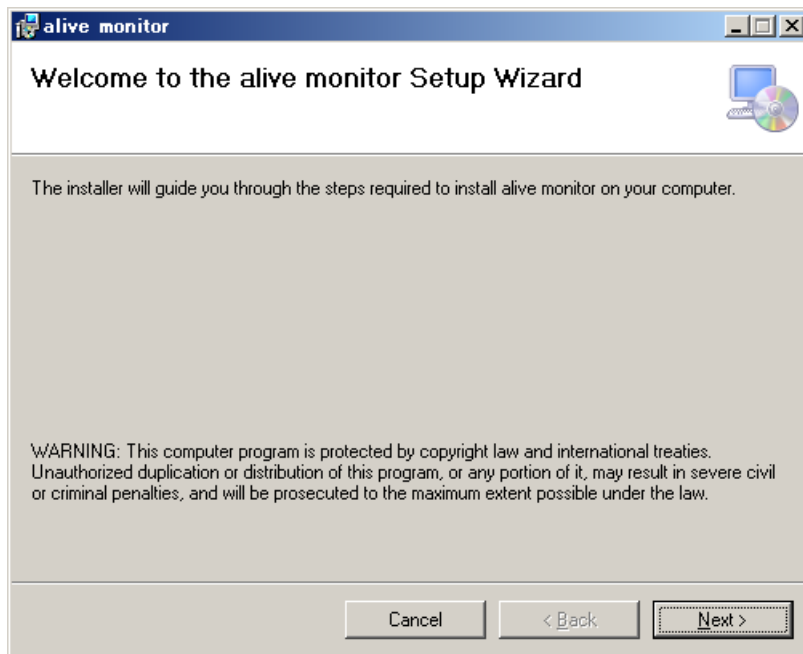 alive monitor
Welcome to the alive monitor Setup Wizard
The installer will guide you through the steps required to install alive monitor on your computer.
WARNING: This computer program is protected by copyright law and international treaties.
Unauthorized duplication or distribution of this program, or any portion of it, may result in severe civil
or criminal penalties, and will be prosecuted to the maximum extent possible under the law.
Cancel
< Back
Next >